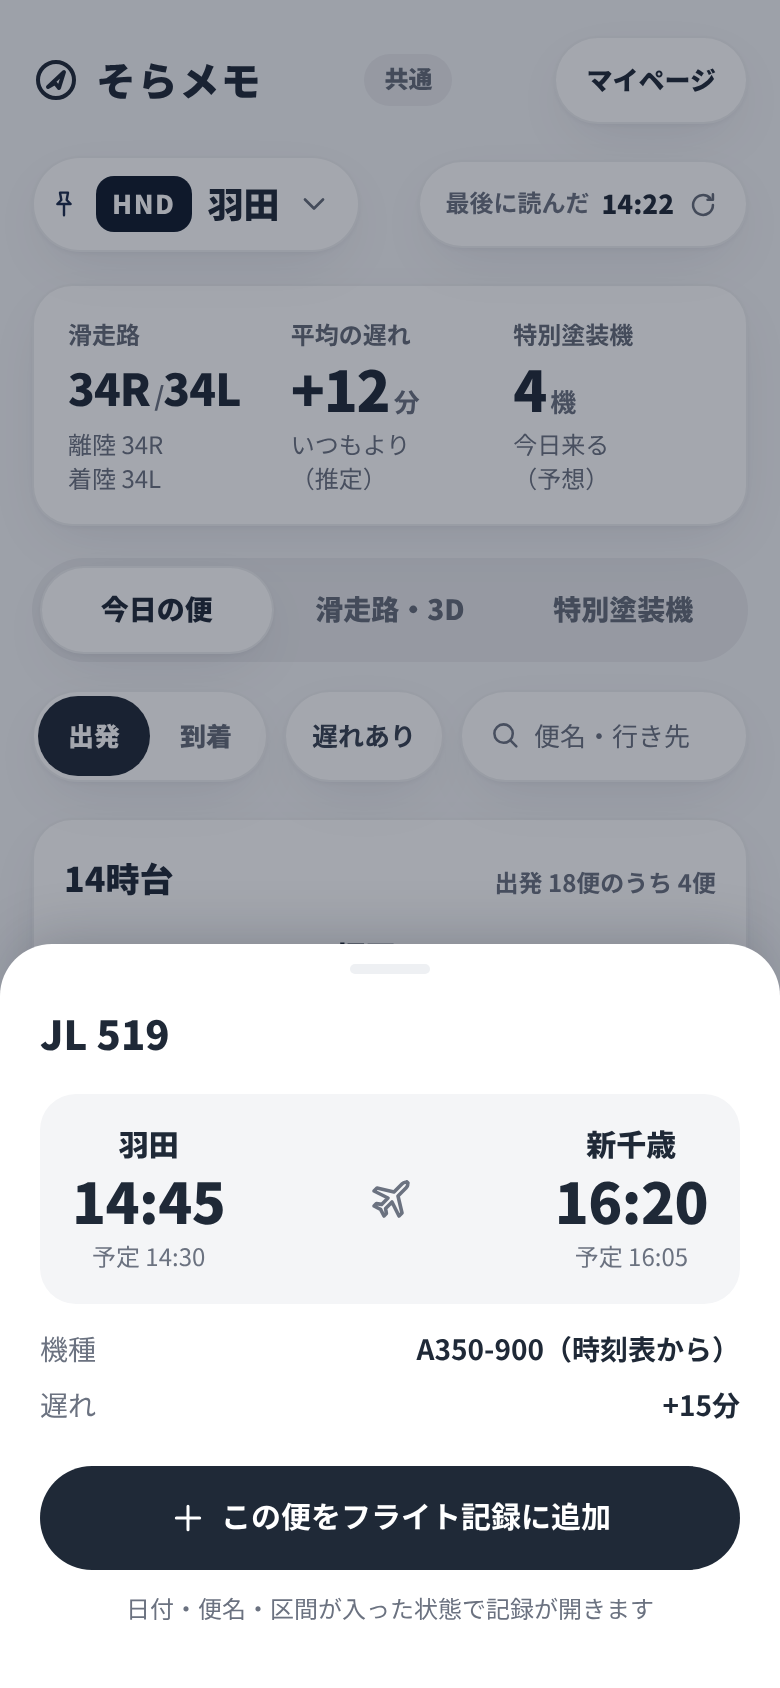 そらメモ
共通
マイページ
HND 羽田
最後に読んだ 14:22
滑走路
34R/34L
離陸 34R
着陸 34L
平均の遅れ
+12分
いつもより
（推定）
特別塗装機
4機
今日来る
（予想）
今日の便
滑走路・3D
特別塗装機
出発
到着
遅れあり
便名・行き先
14時台
出発 18便のうち 4便
JL 519
羽田
14:45
予定 14:30
新千歳
16:20
予定 16:05
機種
A350-900（時刻表から）
遅れ
+15分
この便をフライト記録に追加
日付・便名・区間が入った状態で記録が開きます